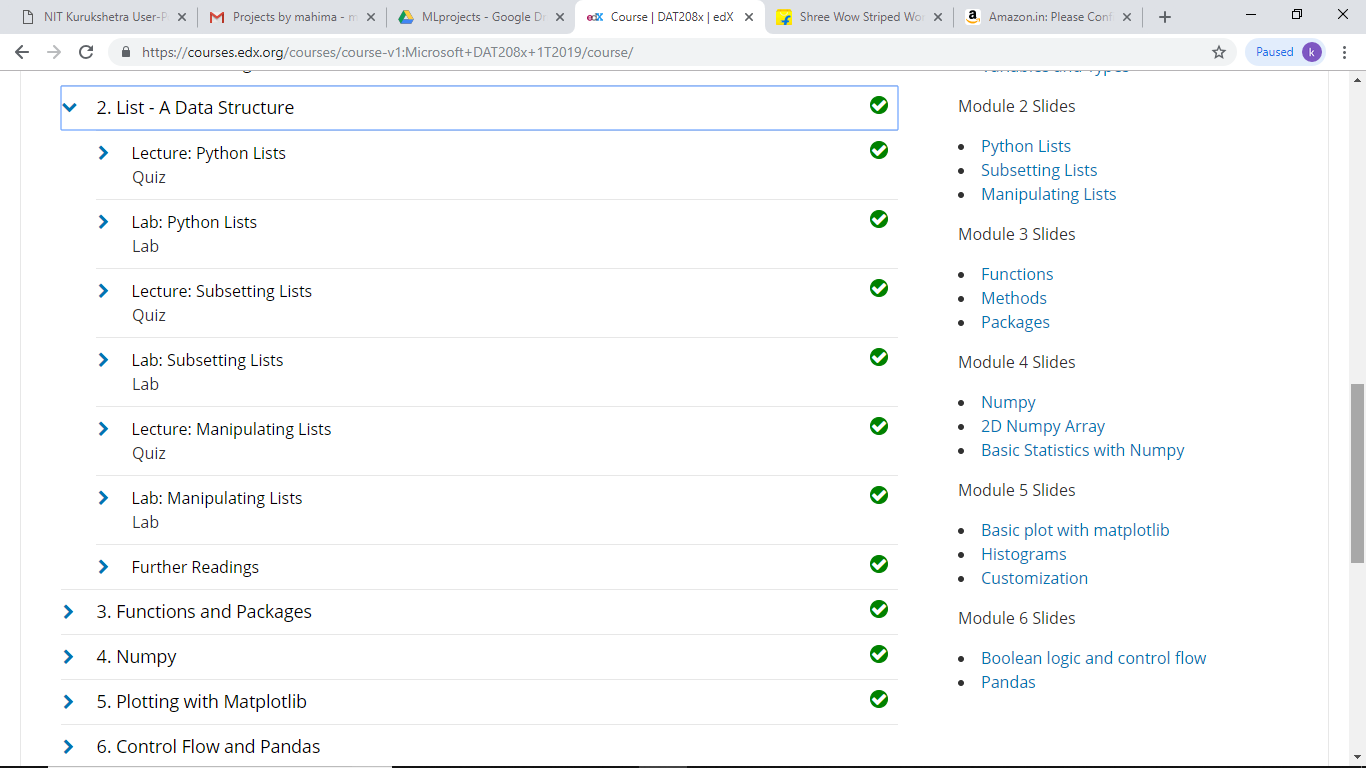 NIT Kurukshetra User-P
Projects by mahima - m
MLprojects - Google Dr
edX Course | DAT208x | edX
Shree Wow Striped Wo
a Amazon.in: Please Conf
https://courses.edx.org/courses/course-v1:Microsoft+DAT208x+1T2019/course/
Paused k
2. List - A Data Structure
Lecture: Python Lists
Quiz
Lab: Python Lists
Lab
Lecture: Subsetting Lists
Quiz
Lab: Subsetting Lists
Lab
Lecture: Manipulating Lists
Quiz
Lab: Manipulating Lists
Lab
Further Readings
3. Functions and Packages
4. Numpy
5. Plotting with Matplotlib
6. Control Flow and Pandas
Variables and Types
Module 2 Slides
Python Lists
Subsetting Lists
Manipulating Lists
Module 3 Slides
Functions
Methods
Packages
Module 4 Slides
Numpy
2D Numpy Array
Basic Statistics with Numpy
Module 5 Slides
Basic plot with matplotlib
Histograms
Customization
Module 6 Slides
Boolean logic and control flow
Pandas